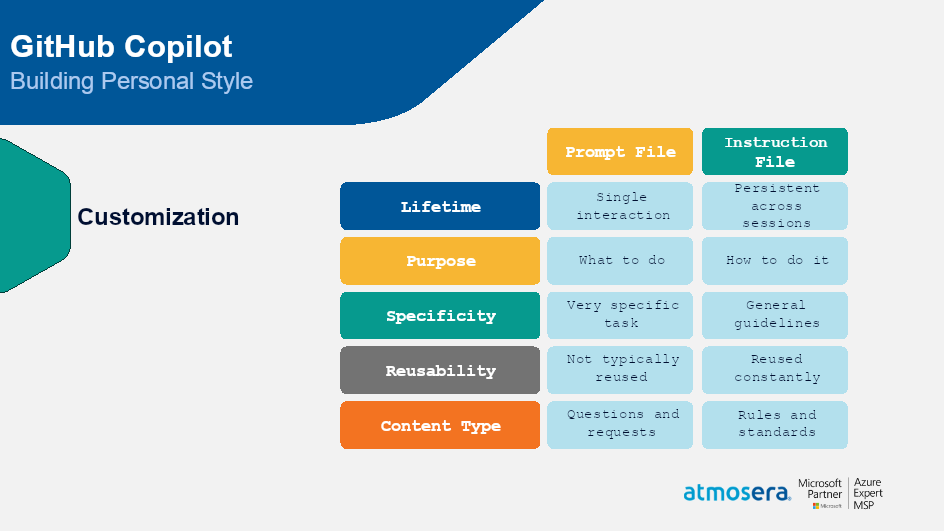 GitHub Copilot
Building Personal Style
Customization
Prompt File
Instruction
File
Lifetime
Single
interaction
Persistent
across
sessions
Purpose
What to do
How to do it
Specificity
Very specific
task
General
guidelines
Reusability
Not typically
reused
Reused
constantly
Content Type
Questions and
requests
Rules and
standards
atmosera®
Microsoft
Partner
Microsoft
Azure
Expert
MSP